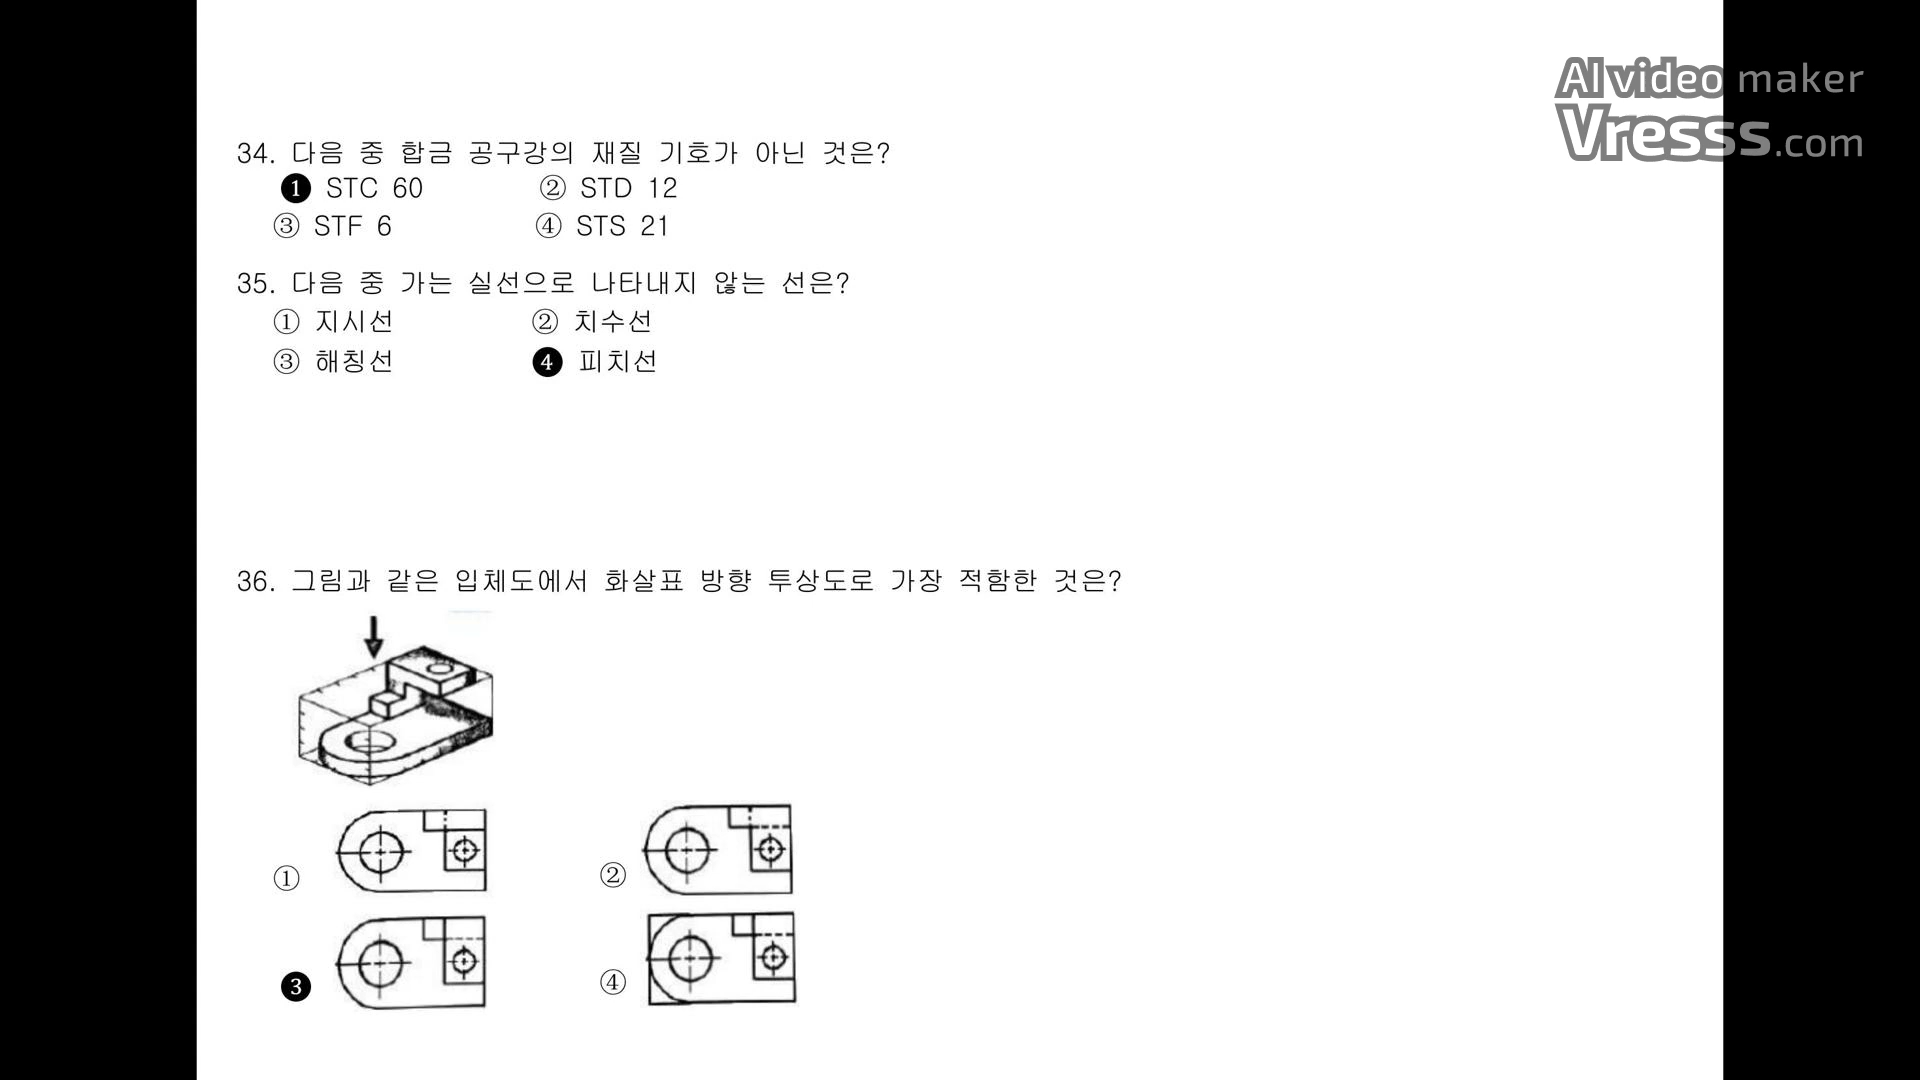 AI video maker
Vresss.com
34. 다음 중 합금 공구강의 재질 기호가 아닌 것은?
❶ STC 60 ② STD 12
③ STF 6 ④ STS 21
35. 다음 중 가는 실선으로 나타내지 않는 선은?
① 지시선 ② 치수선
③ 해칭선 ❹ 피치선
36. 그림과 같은 입체도에서 화살표 방향 투상도로 가장 적함한 것은?
① ②
❸ ④